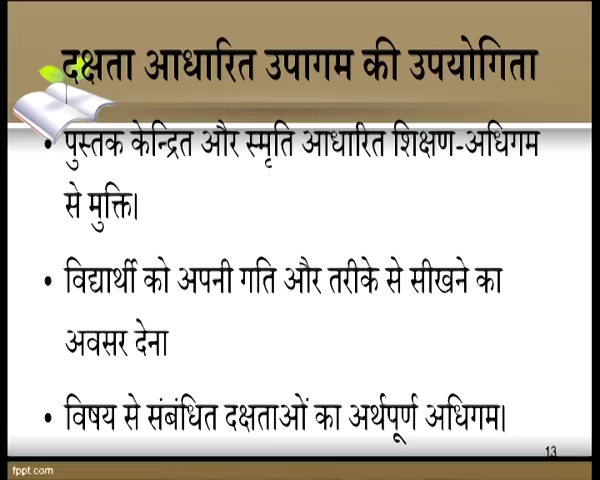 दक्षता आधारित उपागम की उपयोगिता
• पुस्तक केन्द्रित और स्मृति आधारित शिक्षण-अधिगम
से मुक्ति।
• विद्यार्थी को अपनी गति और तरीके से सीखने का
अवसर देना
• विषय से संबंधित दक्षताओं का अर्थपूर्ण अधिगम।
13
fppt.com